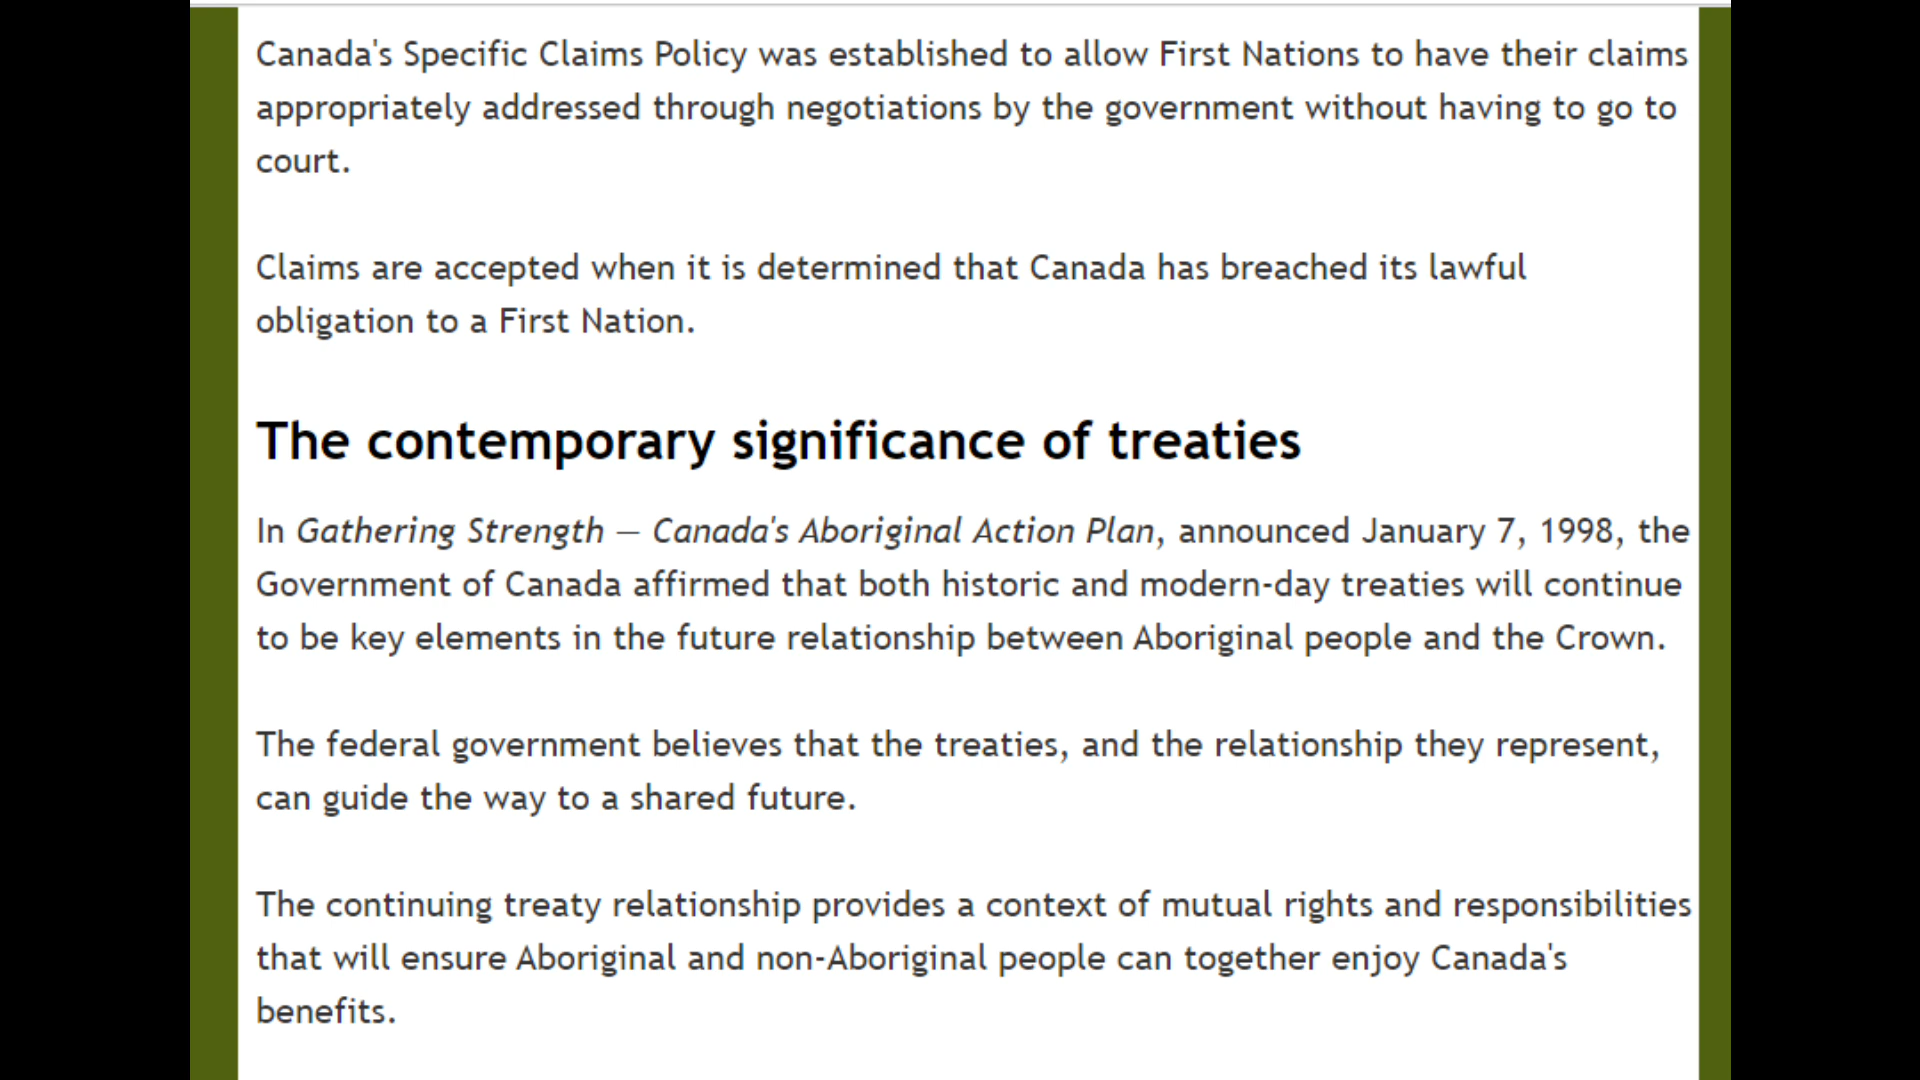 Canada's Specific Claims Policy was established to allow First Nations to have their claims
appropriately addressed through negotiations by the government without having to go to
court.
Claims are accepted when it is determined that Canada has breached its lawful
obligation to a First Nation.
The contemporary significance of treaties
In Gathering Strength — Canada's Aboriginal Action Plan, announced January 7, 1998, the
Government of Canada affirmed that both historic and modern-day treaties will continue
to be key elements in the future relationship between Aboriginal people and the Crown.
The federal government believes that the treaties, and the relationship they represent,
can guide the way to a shared future.
The continuing treaty relationship provides a context of mutual rights and responsibilities
that will ensure Aboriginal and non-Aboriginal people can together enjoy Canada's
benefits.